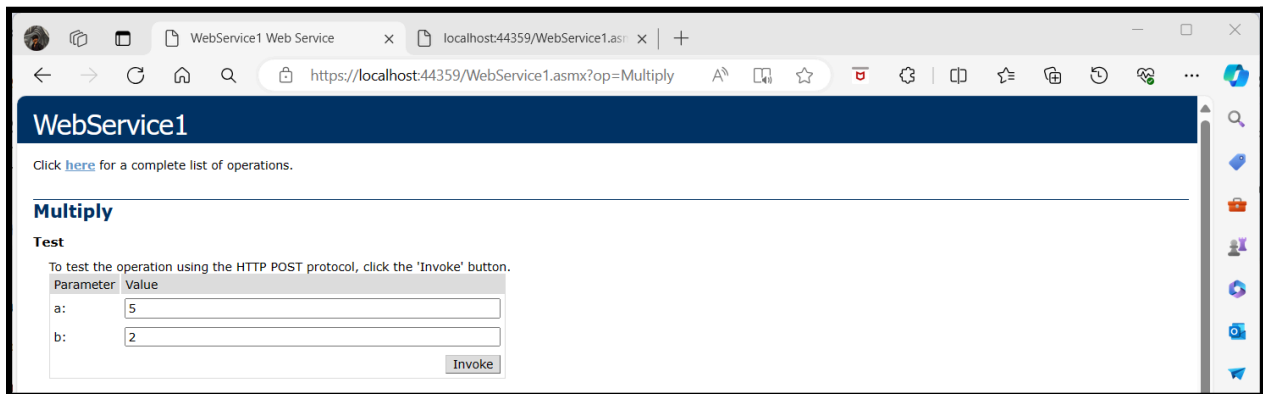 WebService1 Web Service
localhost:44359/WebService1.asm
https://localhost:44359/WebService1.asmx?op=Multiply
WebService1
Click here for a complete list of operations.
Multiply
Test
To test the operation using the HTTP POST protocol, click the 'Invoke' button.
Parameter Value
a: 5
b: 2
Invoke